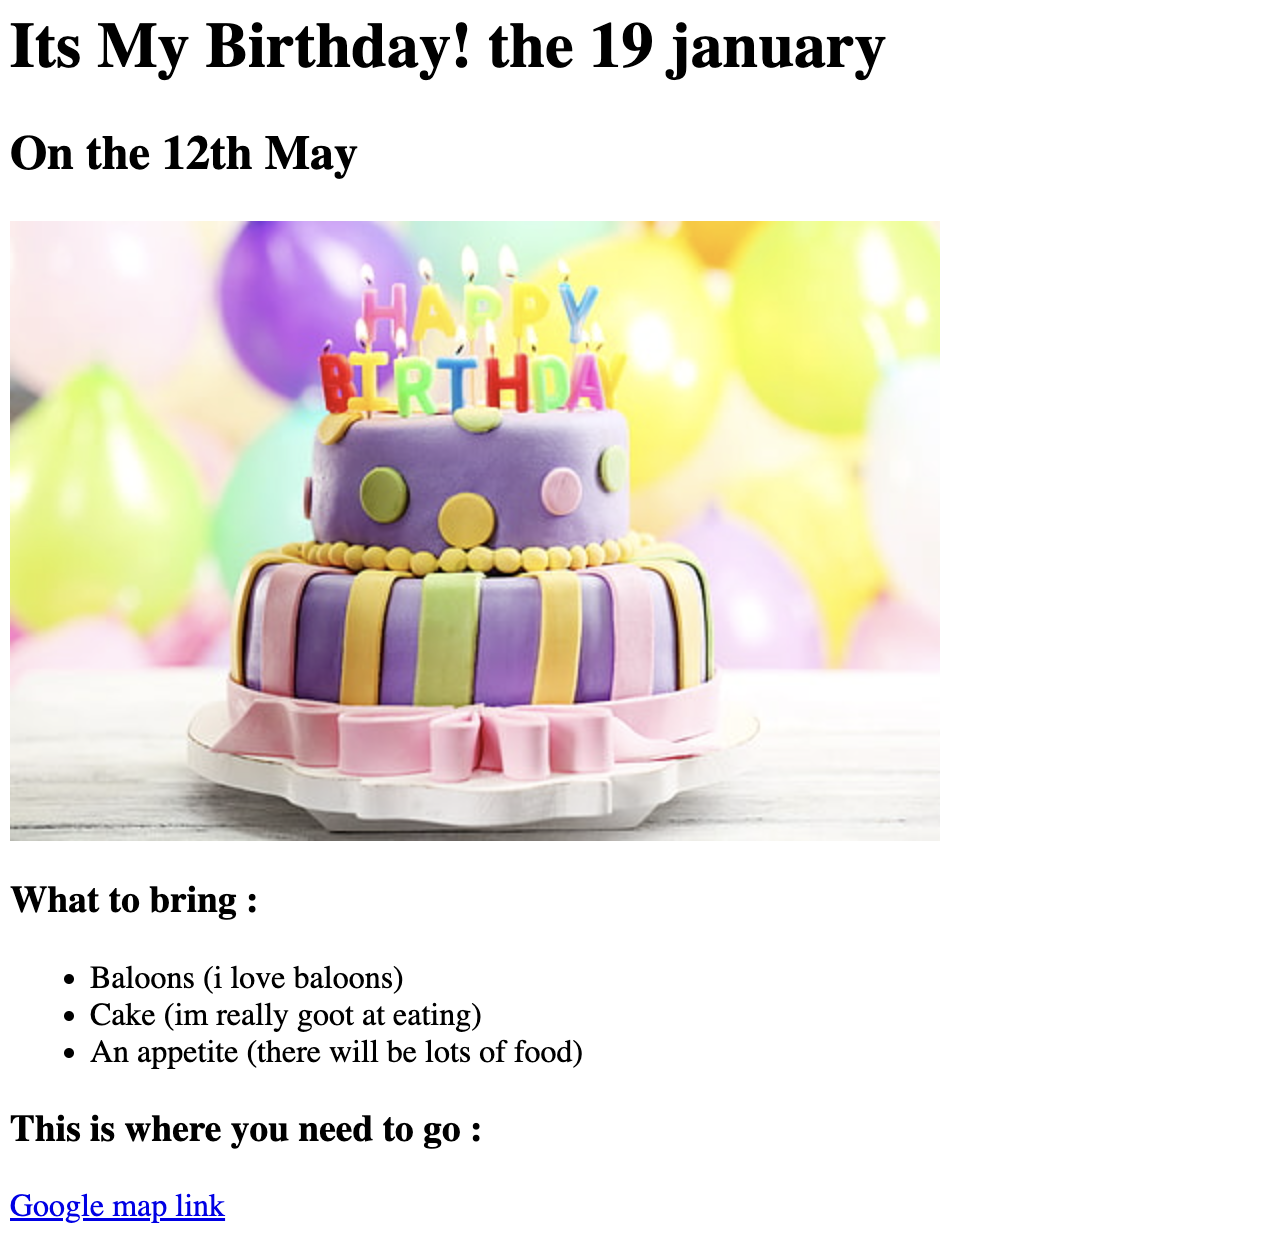 Its My Birthday! the 19 january
On the 12th May
HAPPY
BIRTHDAY
What to bring :
Baloons (i love baloons)
Cake (im really goot at eating)
An appetite (there will be lots of food)
This is where you need to go :
Google map link